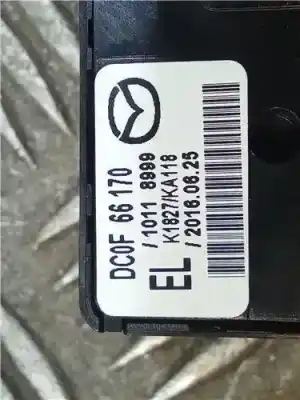 DC0F 66 170
/ 1011 8999
K1827/KA118
EL / 2016.06.25